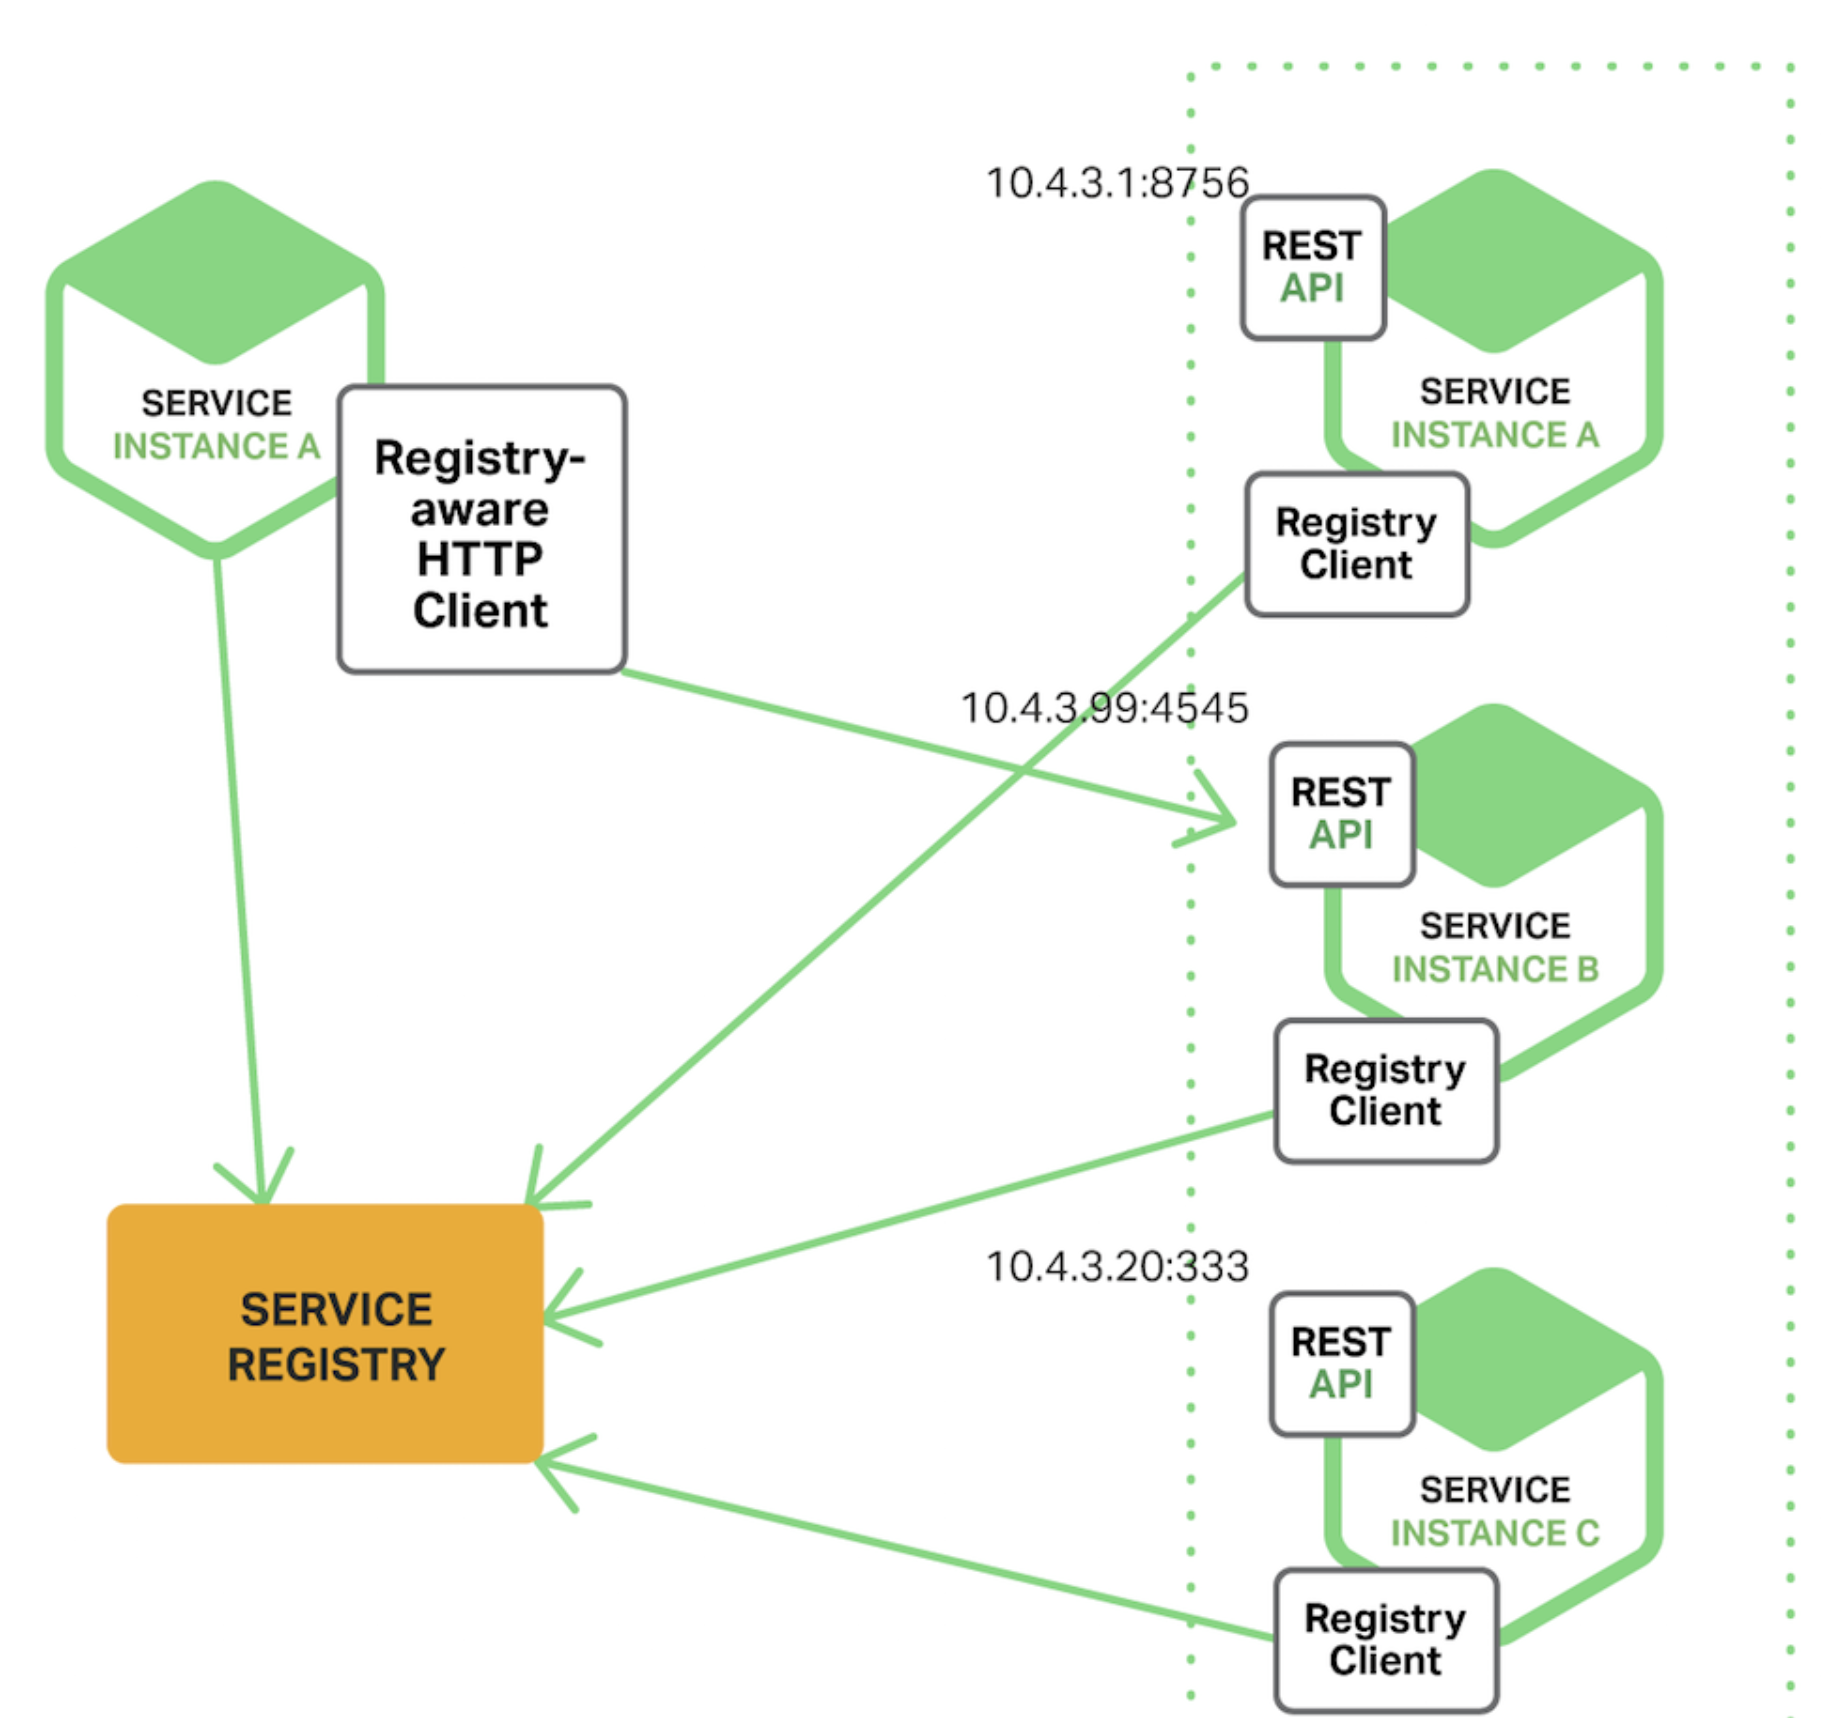 SERVICE
INSTANCE A
Registry-
aware
HTTP
Client
10.4.3.1:8756
REST
API
SERVICE
INSTANCE A
Registry
Client
10.4.3.99:4545
REST
API
SERVICE
INSTANCE B
Registry
Client
SERVICE
REGISTRY
10.4.3.20:333
REST
API
SERVICE
INSTANCE C
Registry
Client